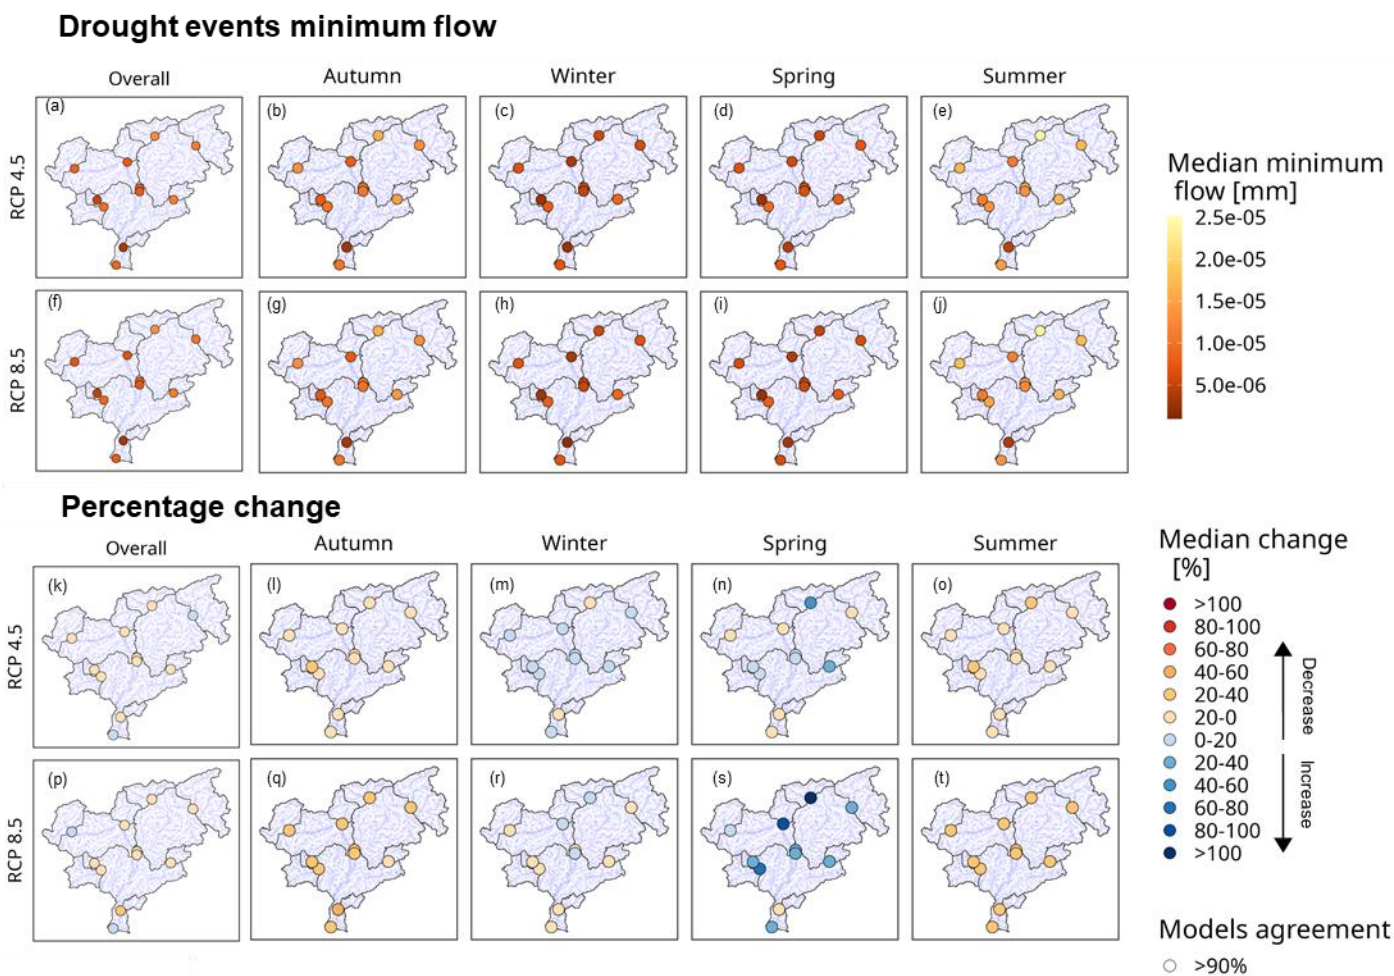 Drought events minimum flow
Overall
Autumn
Winter
Spring
Summer
RCP 4.5
(a)
(b)
(c)
(d)
(e)
RCP 8.5
(f)
(g)
(h)
(i)
(j)
Median minimum
flow [mm]
2.5e-05
2.0e-05
1.5e-05
1.0e-05
5.0e-06
Percentage change
Overall
Autumn
Winter
Spring
Summer
RCP 4.5
(k)
(l)
(m)
(n)
(o)
RCP 8.5
(p)
(q)
(r)
(s)
(t)
Median change
[%]
>100
80-100
60-80
40-60
20-40
20-0
0-20
20-40
40-60
60-80
80-100
>100
Decrease
Increase
Models agreement
>90%